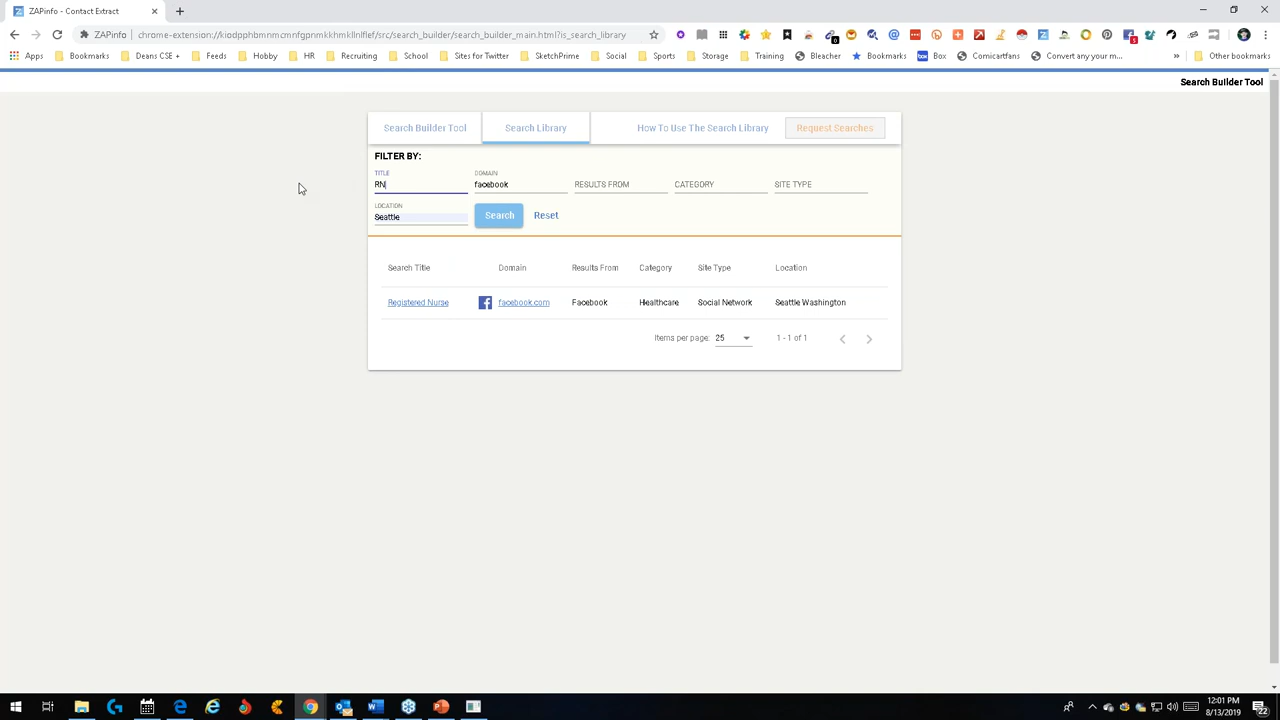 ZAPinfo - Contact Extract
ZAPinfo
search_builder/search_builder_main.html?is_search_library
Apps
Bookmarks
Deans CSE +
Feeds
Hobby
HR
Recruiting
School
Sites for Twitter
SketchPrime
Social
Sports
Storage
Training
Bleacher
Bookmarks
Box
Comicartfans
Convert any your m...
»
Other bookmarks
Search Builder Tool
Search Builder Tool
Search Library
How To Use The Search Library
Request Searches
FILTER BY:
TITLE
RN
DOMAIN
facebook
RESULTS FROM
CATEGORY
SITE TYPE
LOCATION
Seattle
Search
Reset
Search Title Domain Results From Category Site Type Location
Registered Nurse facebook.com Facebook Healthcare Social Network Seattle Washington
Items per page: 25 1 - 1 of 1
12:01 PM
8/13/2019
22